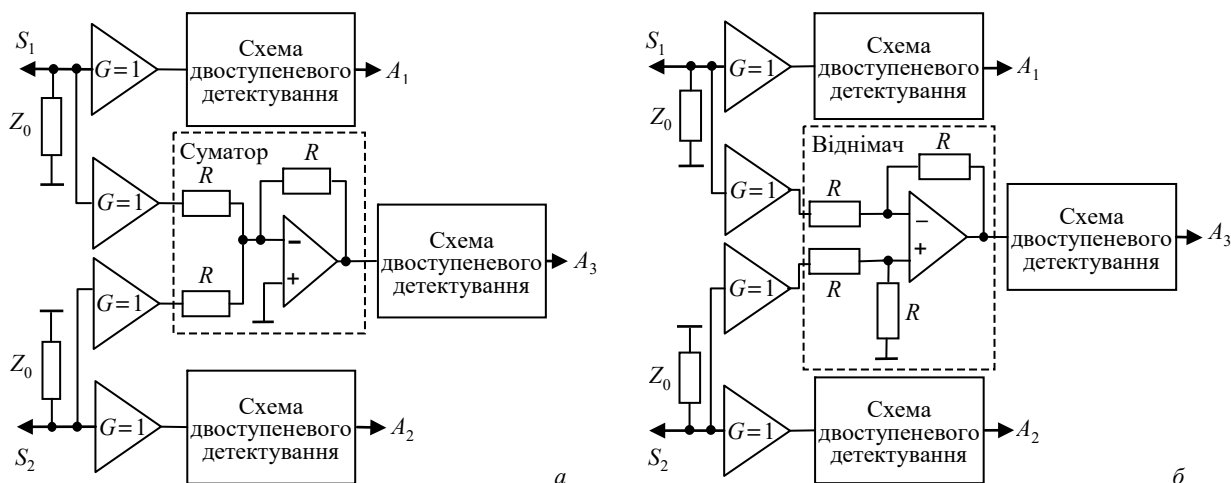 S₁
G=1
Схема
двоступеневого
детектування
A₁
Z₀
Суматор
R
R
G=1
−
+
Схема
двоступеневого
детектування
A₃
G=1
R
Z₀
G=1
Схема
двоступеневого
детектування
A₂
S₂
а
S₁
G=1
Схема
двоступеневого
детектування
A₁
Z₀
Віднімач
R
G=1
R
−
+
Схема
двоступеневого
детектування
A₃
G=1
R
R
Z₀
G=1
Схема
двоступеневого
детектування
A₂
S₂
б